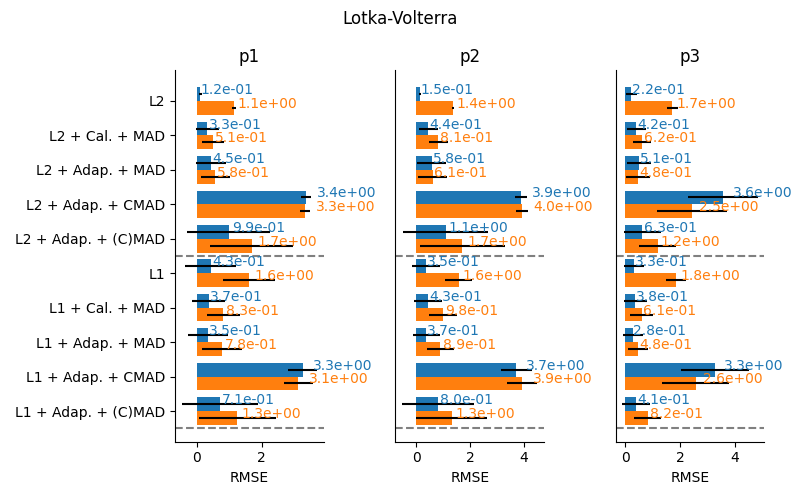 Lotka-Volterra
p1 p2 p3
L2 1.2e-01 1.5e-01 2.2e-01
1.1e+00 1.4e+00 1.7e+00
L2 + Cal. + MAD 3.3e-01 4.4e-01 4.2e-01
5.1e-01 8.1e-01 6.2e-01
L2 + Adap. + MAD 4.5e-01 5.8e-01 5.1e-01
5.8e-01 6.1e-01 4.8e-01
L2 + Adap. + CMAD 3.4e+00 3.9e+00 3.6e+00
3.3e+00 4.0e+00 2.5e+00
L2 + Adap. + (C)MAD 9.9e-01 1.1e+00 6.3e-01
1.7e+00 1.7e+00 1.2e+00
L1 4.3e-01 3.5e-01 3.3e-01
1.6e+00 1.6e+00 1.8e+00
L1 + Cal. + MAD 3.7e-01 4.3e-01 3.8e-01
8.3e-01 9.8e-01 6.1e-01
L1 + Adap. + MAD 3.5e-01 3.7e-01 2.8e-01
7.8e-01 8.9e-01 4.8e-01
L1 + Adap. + CMAD 3.3e+00 3.7e+00 3.3e+00
3.1e+00 3.9e+00 2.6e+00
L1 + Adap. + (C)MAD 7.1e-01 8.0e-01 4.1e-01
1.3e+00 1.3e+00 8.2e-01
0 2 0 2 4 0 2 4
RMSE RMSE RMSE